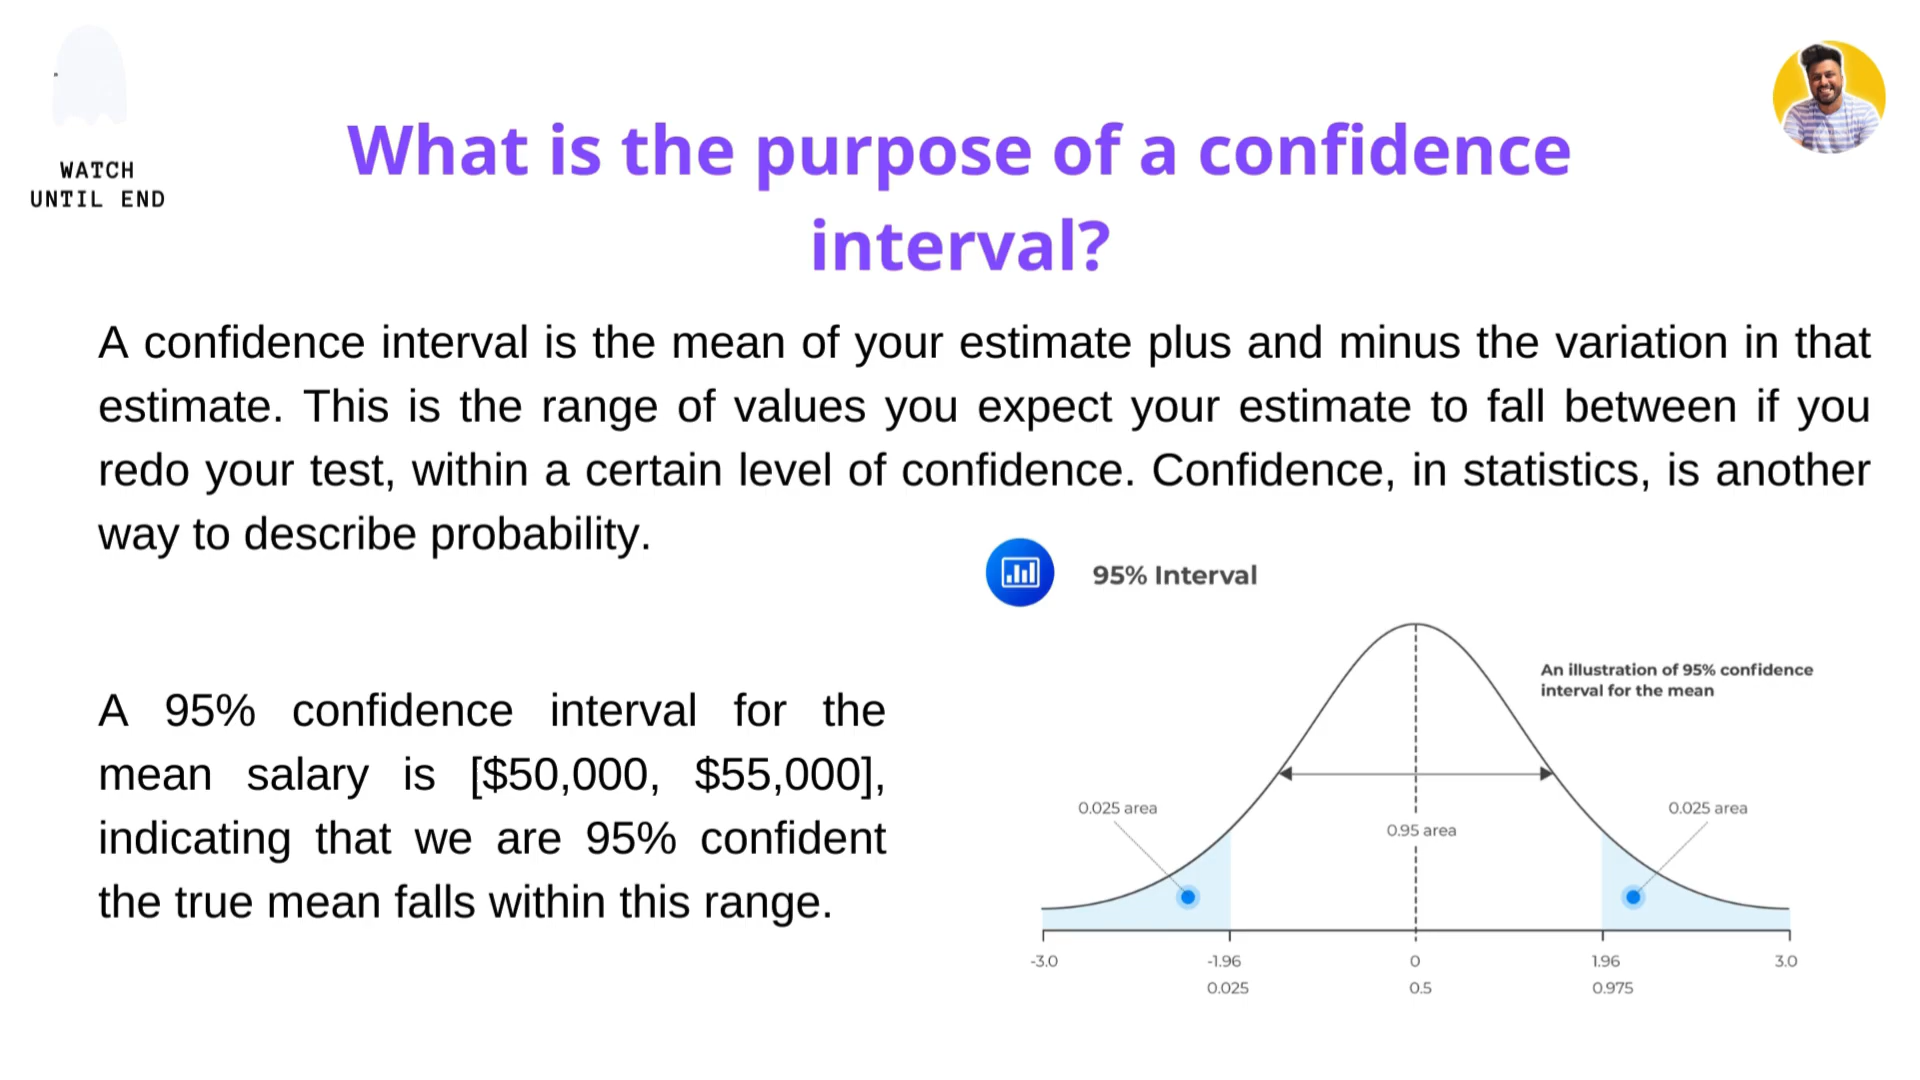 WATCH
UNTIL END
What is the purpose of a confidence
interval?
A confidence interval is the mean of your estimate plus and minus the variation in that
estimate. This is the range of values you expect your estimate to fall between if you
redo your test, within a certain level of confidence. Confidence, in statistics, is another
way to describe probability.
A 95% confidence interval for the
mean salary is [$50,000, $55,000],
indicating that we are 95% confident
the true mean falls within this range.
95% Interval
An illustration of 95% confidence
interval for the mean
0.025 area
0.95 area
0.025 area
-3.0 -1.96 0 1.96 3.0
0.025 0.5 0.975